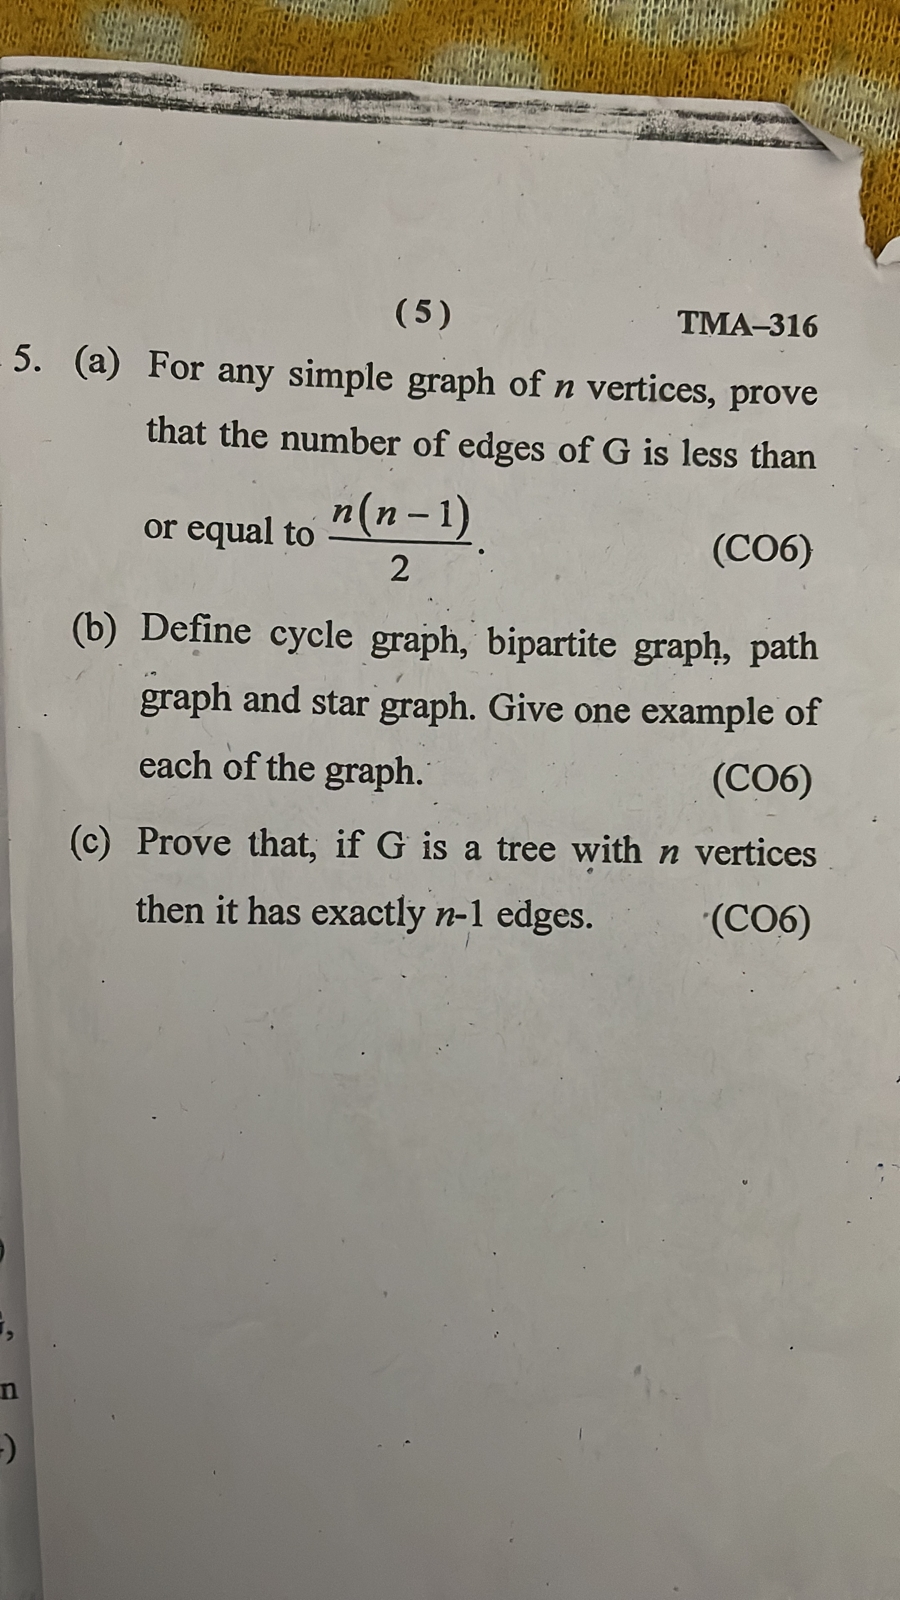 (5)
TMA–316
5. (a) For any simple graph of n vertices, prove
that the number of edges of G is less than
or equal to n(n – 1)/2. (CO6)
(b) Define cycle graph, bipartite graph, path
graph and star graph. Give one example of
each of the graph. (CO6)
(c) Prove that, if G is a tree with n vertices
then it has exactly n-1 edges. (CO6)
n